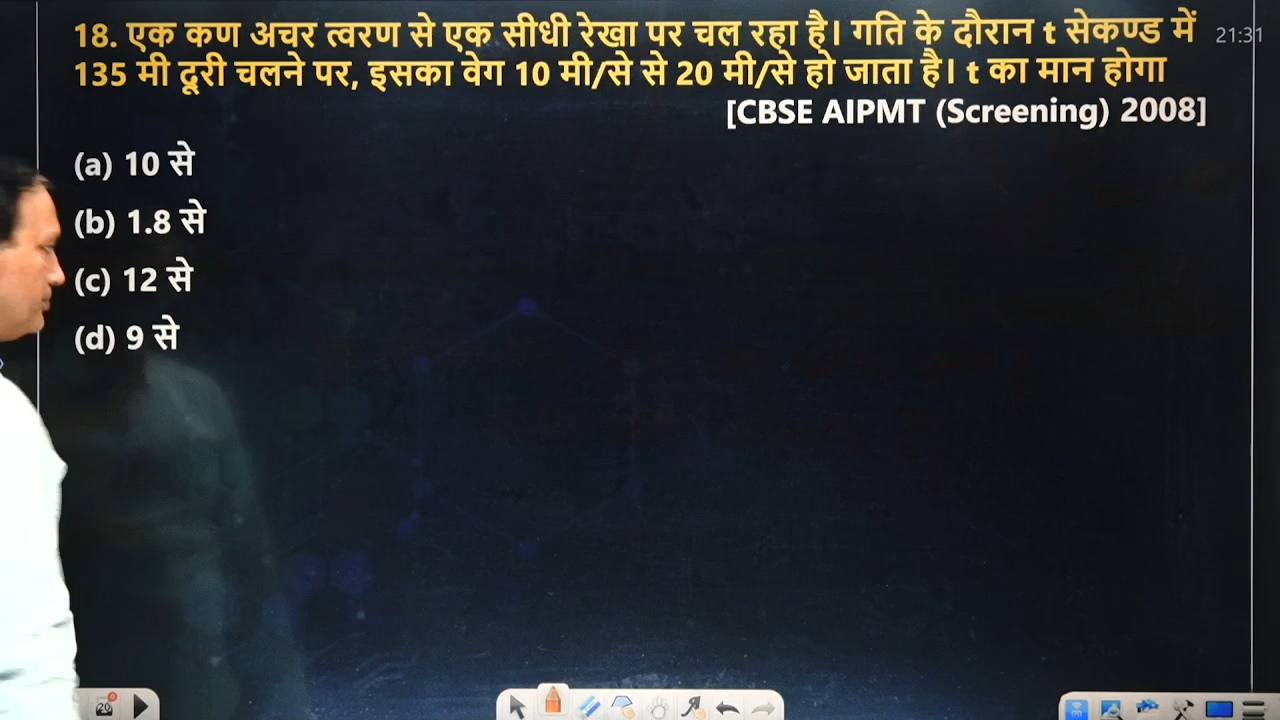 18. एक कण अचर त्वरण से एक सीधी रेखा पर चल रहा है। गति के दौरान t सेकण्ड में
21:31
135 मी दूरी चलने पर, इसका वेग 10 मी/से से 20 मी/से हो जाता है। t का मान होगा
[CBSE AIPMT (Screening) 2008]
(a) 10 से
(b) 1.8 से
(c) 12 से
(d) 9 से
20